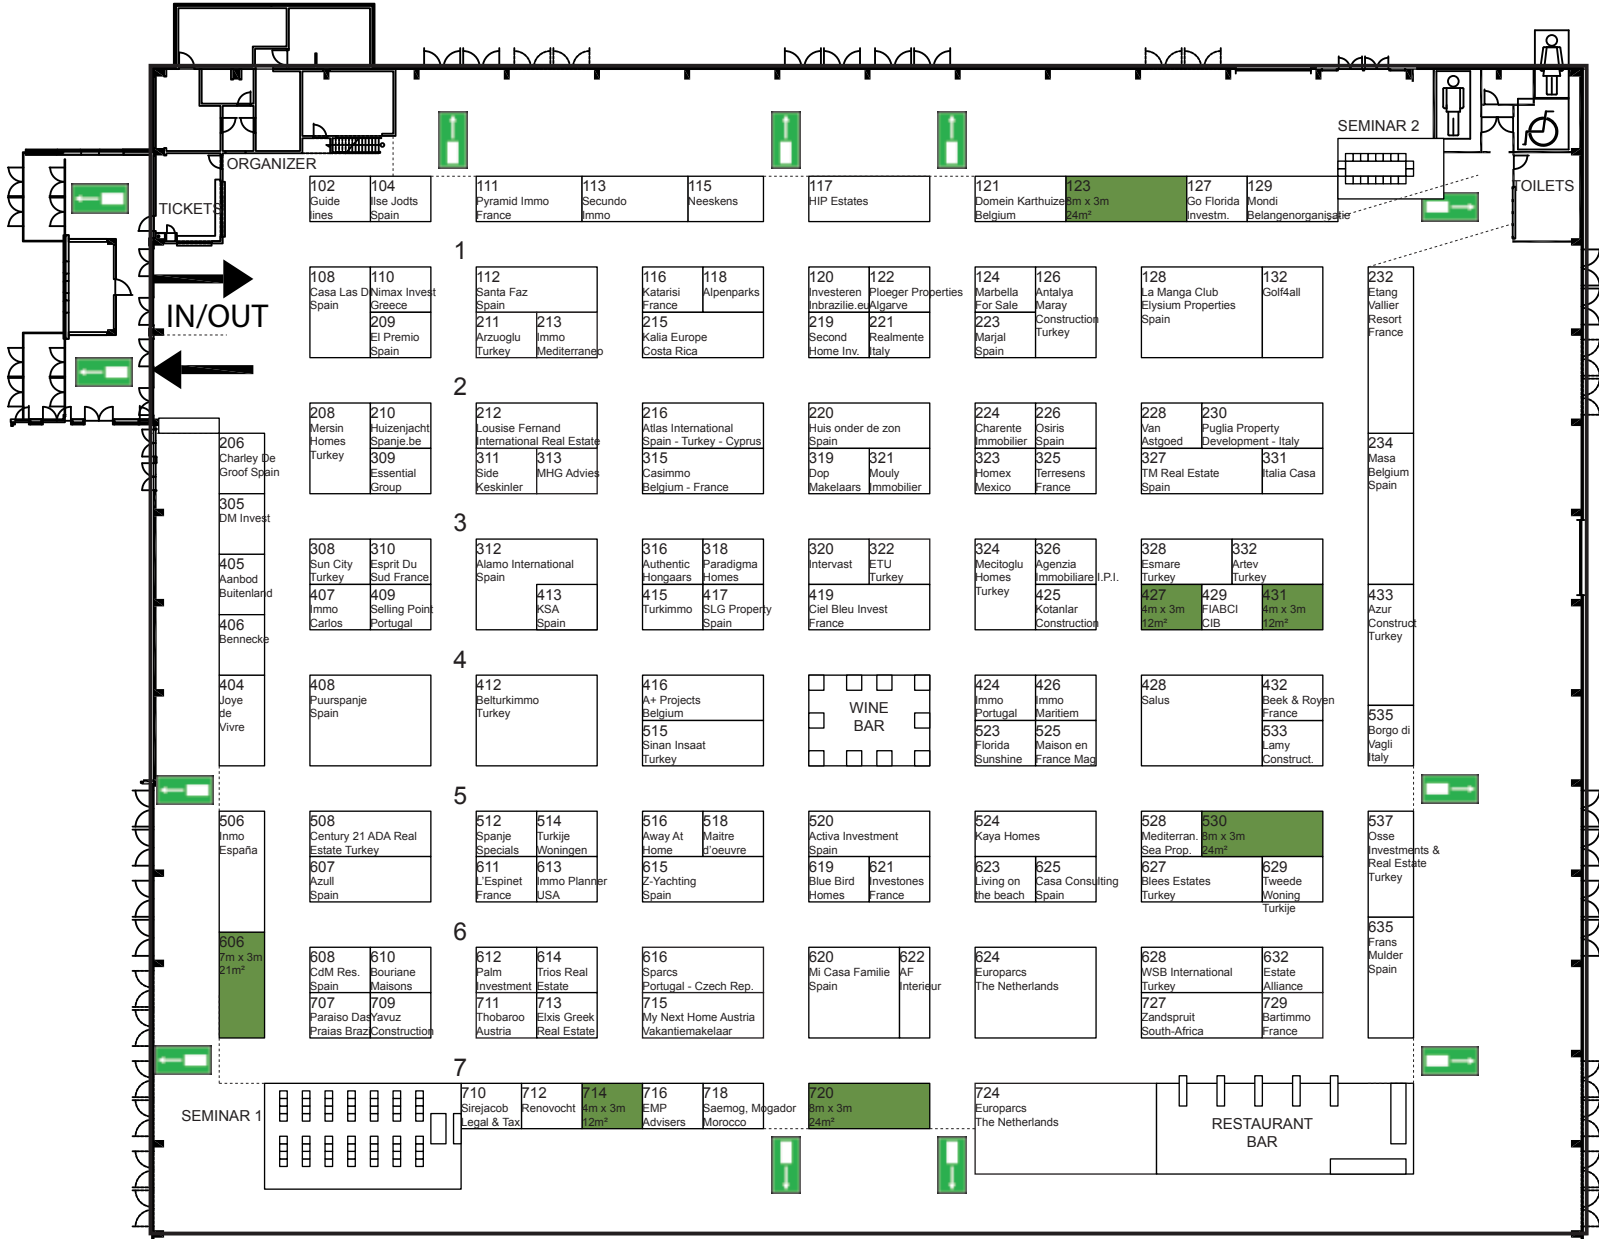 SEMINAR 2
ORGANIZER
TICKETS
TOILETS
IN/OUT
102
Guide
lines
104
Ilse Jodts
Spain
111
Pyramid Immo
France
113
Secundo
Immo
115
Neeskens
117
HIP Estates
121
Domein Karthuizer
Belgium
123
8m x 3m
24m²
127
Go Florida
Investm.
129
Mondi
Belangenorganisatie
1
108
Casa Las D
Spain
110
Nimax Invest
Greece
209
El Premio
Spain
112
Santa Faz
Spain
211
Arzuoglu
Turkey
213
Immo
Mediterraneo
116
Katarisi
France
118
Alpenparks
215
Kalia Europe
Costa Rica
120
Investeren
Inbrazilie.eu
122
Ploeger Properties
Algarve
219
Second
Home Inv.
221
Realmente
Italy
124
Marbella
For Sale
126
Antalya
Maray
Construction
Turkey
223
Marjal
Spain
128
La Manga Club
Elysium Properties
Spain
132
Golf4all
232
Etang
Vallier
Resort
France
2
206
Charley De
Groof Spain
208
Mersin
Homes
Turkey
210
Huizenjacht
Spanje.be
309
Essential
Group
212
Lousise Fernand
International Real Estate
311
Side
Keskinler
313
MHG Advies
216
Atlas International
Spain - Turkey - Cyprus
315
Casimmo
Belgium - France
220
Huis onder de zon
Spain
319
Dop
Makelaars
321
Mouly
Immobilier
224
Charente
Immobilier
226
Osiris
Spain
323
Homex
Mexico
325
Terresens
France
228
Van
Astgoed
230
Puglia Property
Development - Italy
327
TM Real Estate
Spain
331
Italia Casa
234
Masa
Belgium
Spain
305
DM Invest
3
405
Aanbod
Buitenland
308
Sun City
Turkey
310
Esprit Du
Sud France
407
Immo
Carlos
409
Selling Point
Portugal
312
Alamo International
Spain
413
KSA
Spain
316
Authentic
Hongaars
318
Paradigma
Homes
415
Turkimmo
417
SLG Property
Spain
320
Intervast
322
ETU
Turkey
419
Ciel Bleu Invest
France
324
Mecitoglu
Homes
Turkey
326
Agenzia
Immobiliare I.P.I.
425
Kotanlar
Construction
328
Esmare
Turkey
332
Artev
Turkey
427
4m x 3m
12m²
429
FIABCI
CIB
431
4m x 3m
12m²
433
Azur
Construct
Turkey
406
Bennecke
4
404
Joye
de
Vivre
408
Puurspanje
Spain
412
Belturkimmo
Turkey
416
A+ Projects
Belgium
515
Sinan Insaat
Turkey
WINE
BAR
424
Immo
Portugal
426
Immo
Maritiem
523
Florida
Sunshine
525
Maison en
France Mag
428
Salus
432
Beek & Royen
France
533
Lamy
Construct.
535
Borgo di
Vagli
Italy
5
506
Inmo
España
508
Century 21 ADA Real
Estate Turkey
607
Azull
Spain
512
Spanje
Specials
514
Turkije
Woningen
611
L'Espinet
France
613
Immo Planner
USA
516
Away At
Home
518
Maitre
d'oeuvre
615
Z-Yachting
Spain
520
Activa Investment
Spain
619
Blue Bird
Homes
621
Investones
France
524
Kaya Homes
623
Living on
the beach
625
Casa Consulting
Spain
528
Mediterran.
Sea Prop.
530
8m x 3m
24m²
627
Blees Estates
Turkey
629
Tweede
Woning
Turkije
537
Osse
Investments &
Real Estate
Turkey
6
606
7m x 3m
21m²
608
CdM Res.
Spain
610
Bouriane
Maisons
707
Paraiso Das
Praias Brazi
709
Yavuz
Construction
612
Palm
Investment
614
Trios Real
Estate
711
Thobaroo
Austria
713
Elxis Greek
Real Estate
616
Sparcs
Portugal - Czech Rep.
715
My Next Home Austria
Vakantiemakelaar
620
Mi Casa Familie
Spain
622
AF
Interieur
624
Europarcs
The Netherlands
628
WSB International
Turkey
632
Estate
Alliance
727
Zandspruit
South-Africa
729
Bartimmo
France
635
Frans
Mulder
Spain
7
SEMINAR 1
710
Sirejacob
Legal & Tax
712
Renovocht
714
4m x 3m
12m²
716
EMP
Advisers
718
Saemog, Mogador
Morocco
720
8m x 3m
24m²
724
Europarcs
The Netherlands
RESTAURANT
BAR